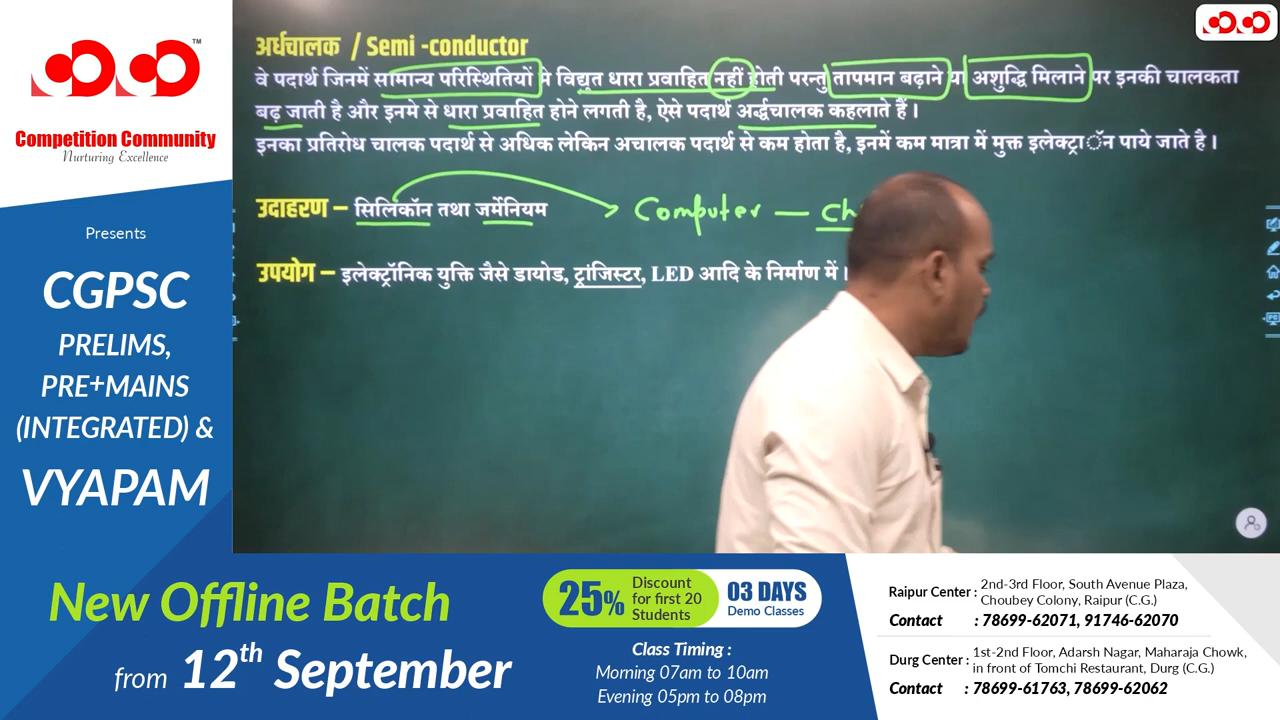 TM
Competition Community
Nurturing Excellence
Presents
CGPSC
PRELIMS,
PRE+MAINS
(INTEGRATED) &
VYAPAM
अर्धचालक / Semi -conductor
वे पदार्थ जिनमें सामान्य परिस्थितियों मे विद्युत धारा प्रवाहित नहीं होती परन्तु तापमान बढ़ाने या अशुद्धि मिलाने पर इनकी चालकता
बढ़ जाती है और इनमे से धारा प्रवाहित होने लगती है, ऐसे पदार्थ अर्द्धचालक कहलाते हैं।
इनका प्रतिरोध चालक पदार्थ से अधिक लेकिन अचालक पदार्थ से कम होता है, इनमें कम मात्रा में मुक्त इलेक्ट्राॅन पाये जाते है।
उदाहरण – सिलिकॉन तथा जर्मेनियम Computer — Ch
उपयोग – इलेक्ट्रॉनिक युक्ति जैसे डायोड, ट्रांजिस्टर, LED आदि के निर्माण में।
New Offline Batch
from 12th September
25% Discount for first 20 Students
03 DAYS
Demo Classes
Class Timing :
Morning 07am to 10am
Evening 05pm to 08pm
Raipur Center : 2nd-3rd Floor, South Avenue Plaza,
Choubey Colony, Raipur (C.G.)
Contact : 78699-62071, 91746-62070
Durg Center : 1st-2nd Floor, Adarsh Nagar, Maharaja Chowk,
in front of Tomchi Restaurant, Durg (C.G.)
Contact : 78699-61763, 78699-62062